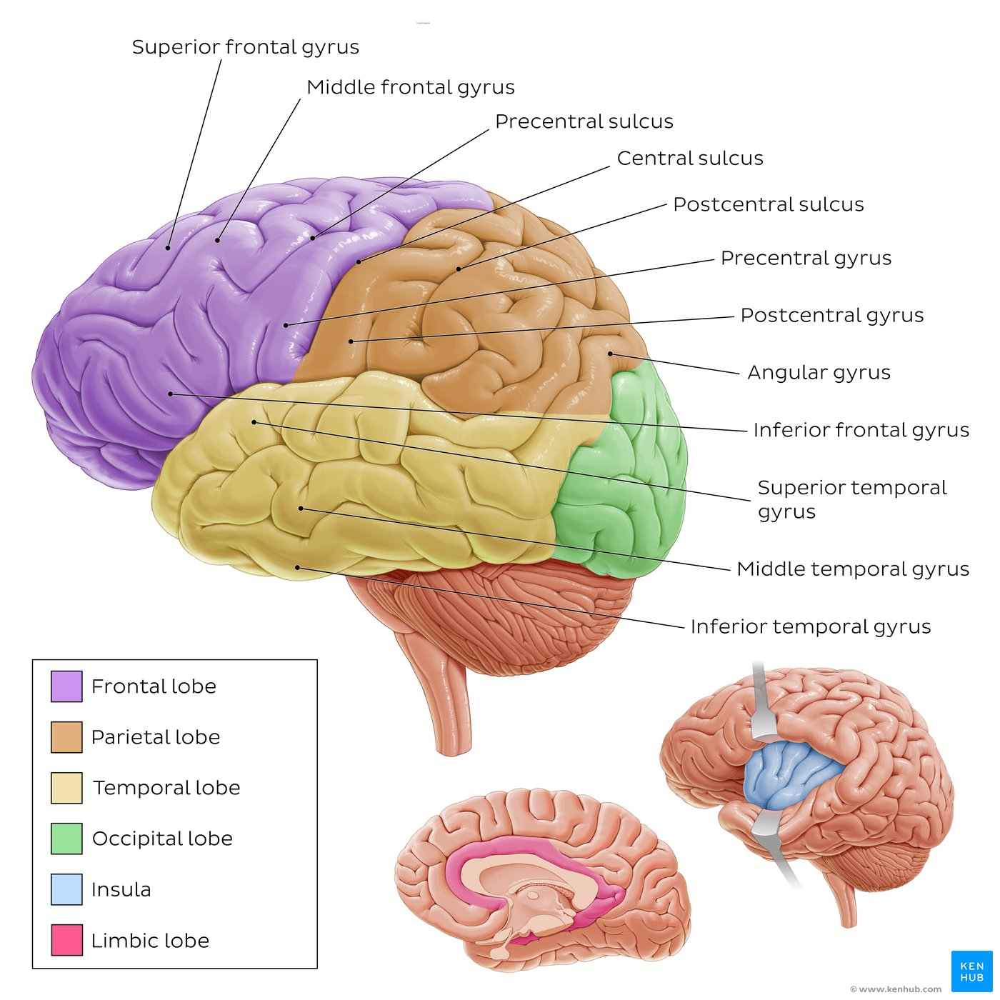 Superior frontal gyrus
Middle frontal gyrus
Precentral sulcus
Central sulcus
Postcentral sulcus
Precentral gyrus
Postcentral gyrus
Angular gyrus
Inferior frontal gyrus
Superior temporal
gyrus
Middle temporal gyrus
Inferior temporal gyrus
Frontal lobe
Parietal lobe
Temporal lobe
Occipital lobe
Insula
Limbic lobe
KEN
HUB
© www.kenhub.com